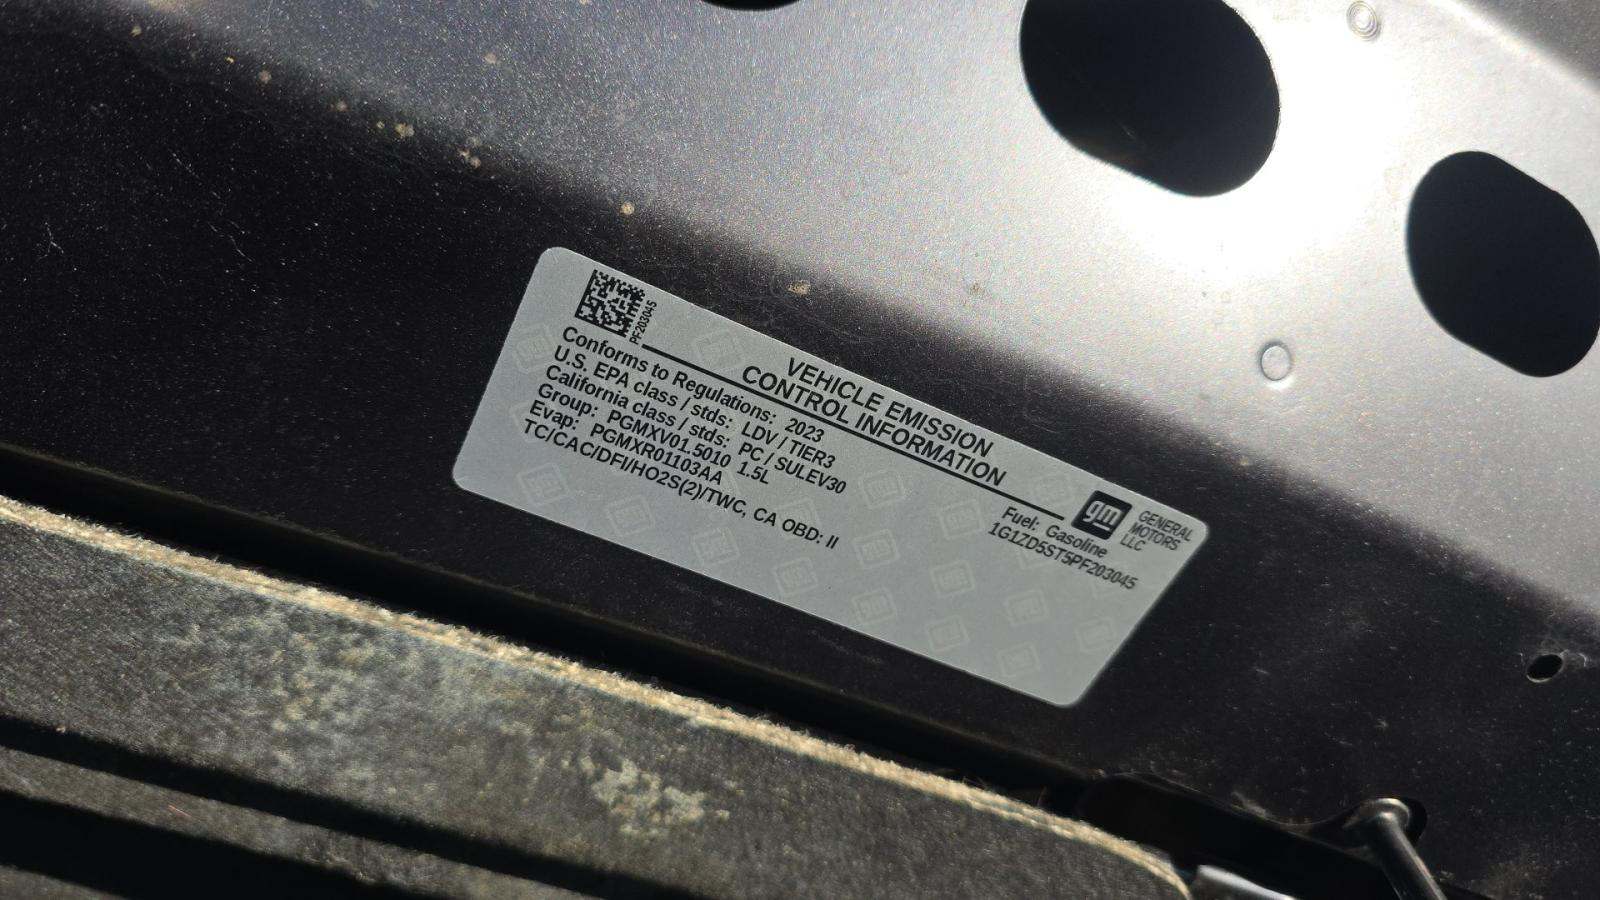 PF203045
VEHICLE EMISSION
CONTROL INFORMATION
Conforms to Regulations: 2023
U.S. EPA class / stds: LDV / TIER3
California class / stds: PC / SULEV30
Group: PGMXV01.5010 1.5L
Evap: PGMXR01103AA
TC/CAC/DFI/HO2S(2)/TWC, CA OBD: II
gm
GENERAL
MOTORS
LLC
Fuel: Gasoline
1G1ZD5ST5PF203045